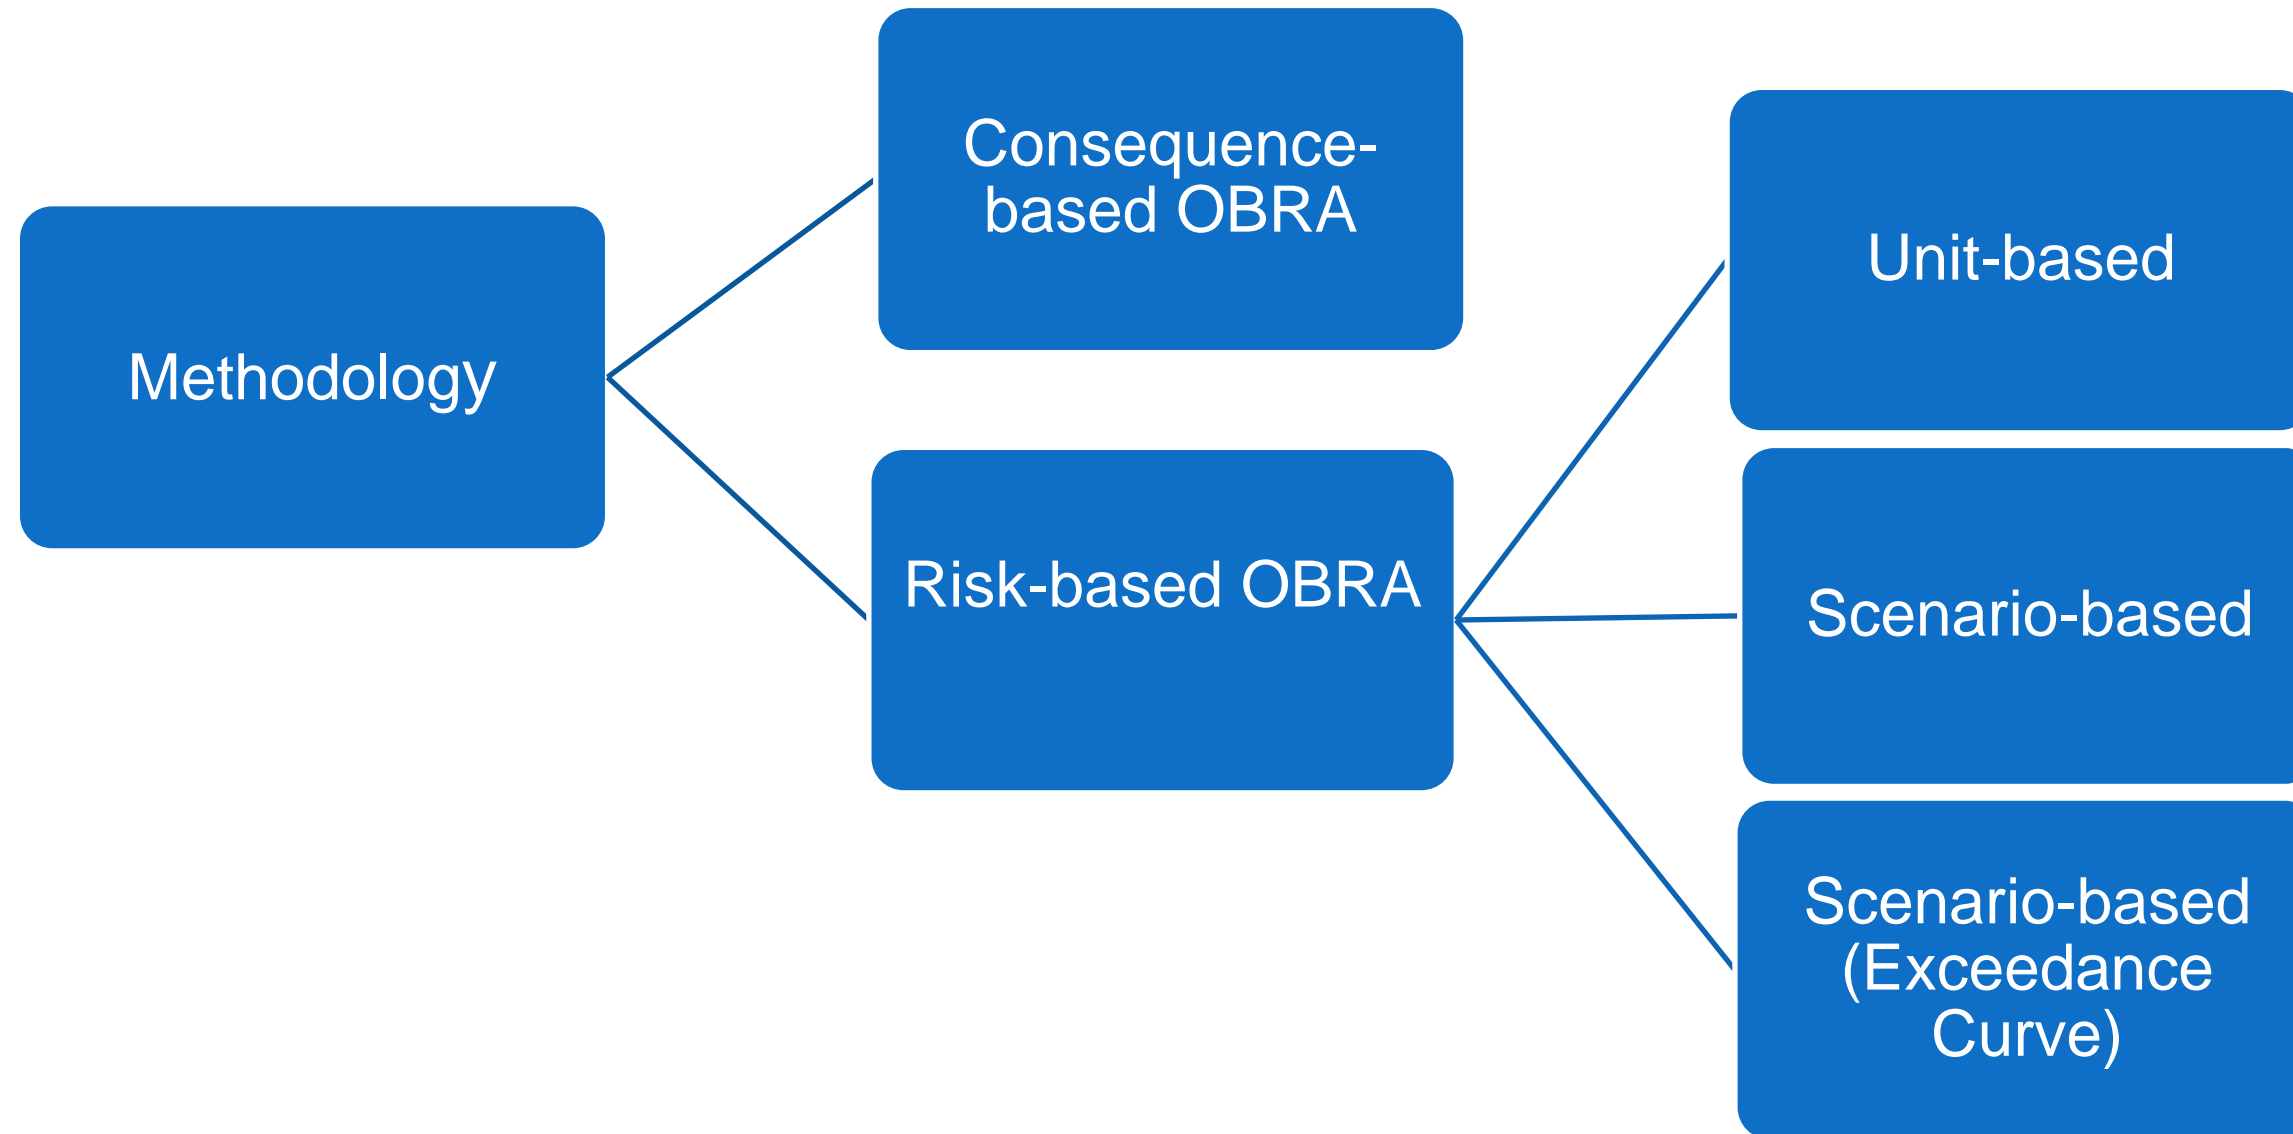 Methodology
Consequence-
based OBRA
Risk-based OBRA
Unit-based
Scenario-based
Scenario-based
(Exceedance
Curve)